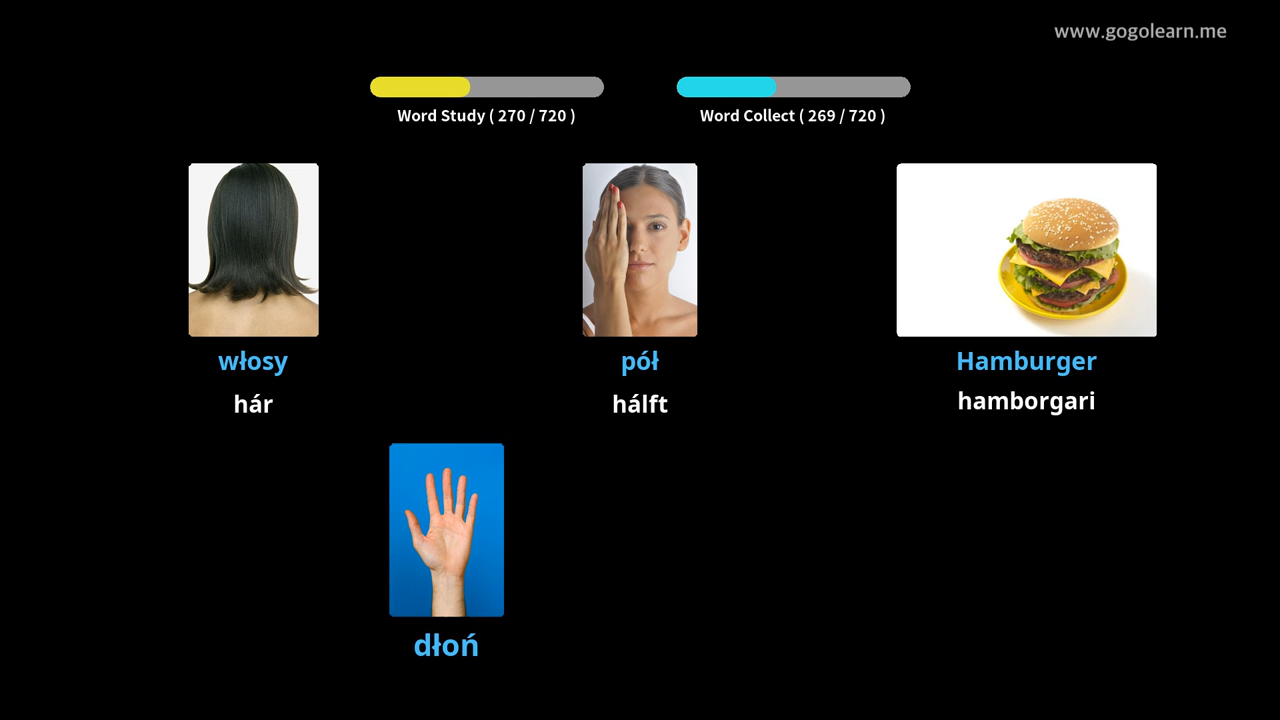 www.gogolearn.me
Word Study ( 270 / 720 )
Word Collect ( 269 / 720 )
włosy
pół
Hamburger
hár
hálft
hamborgari
dłoń